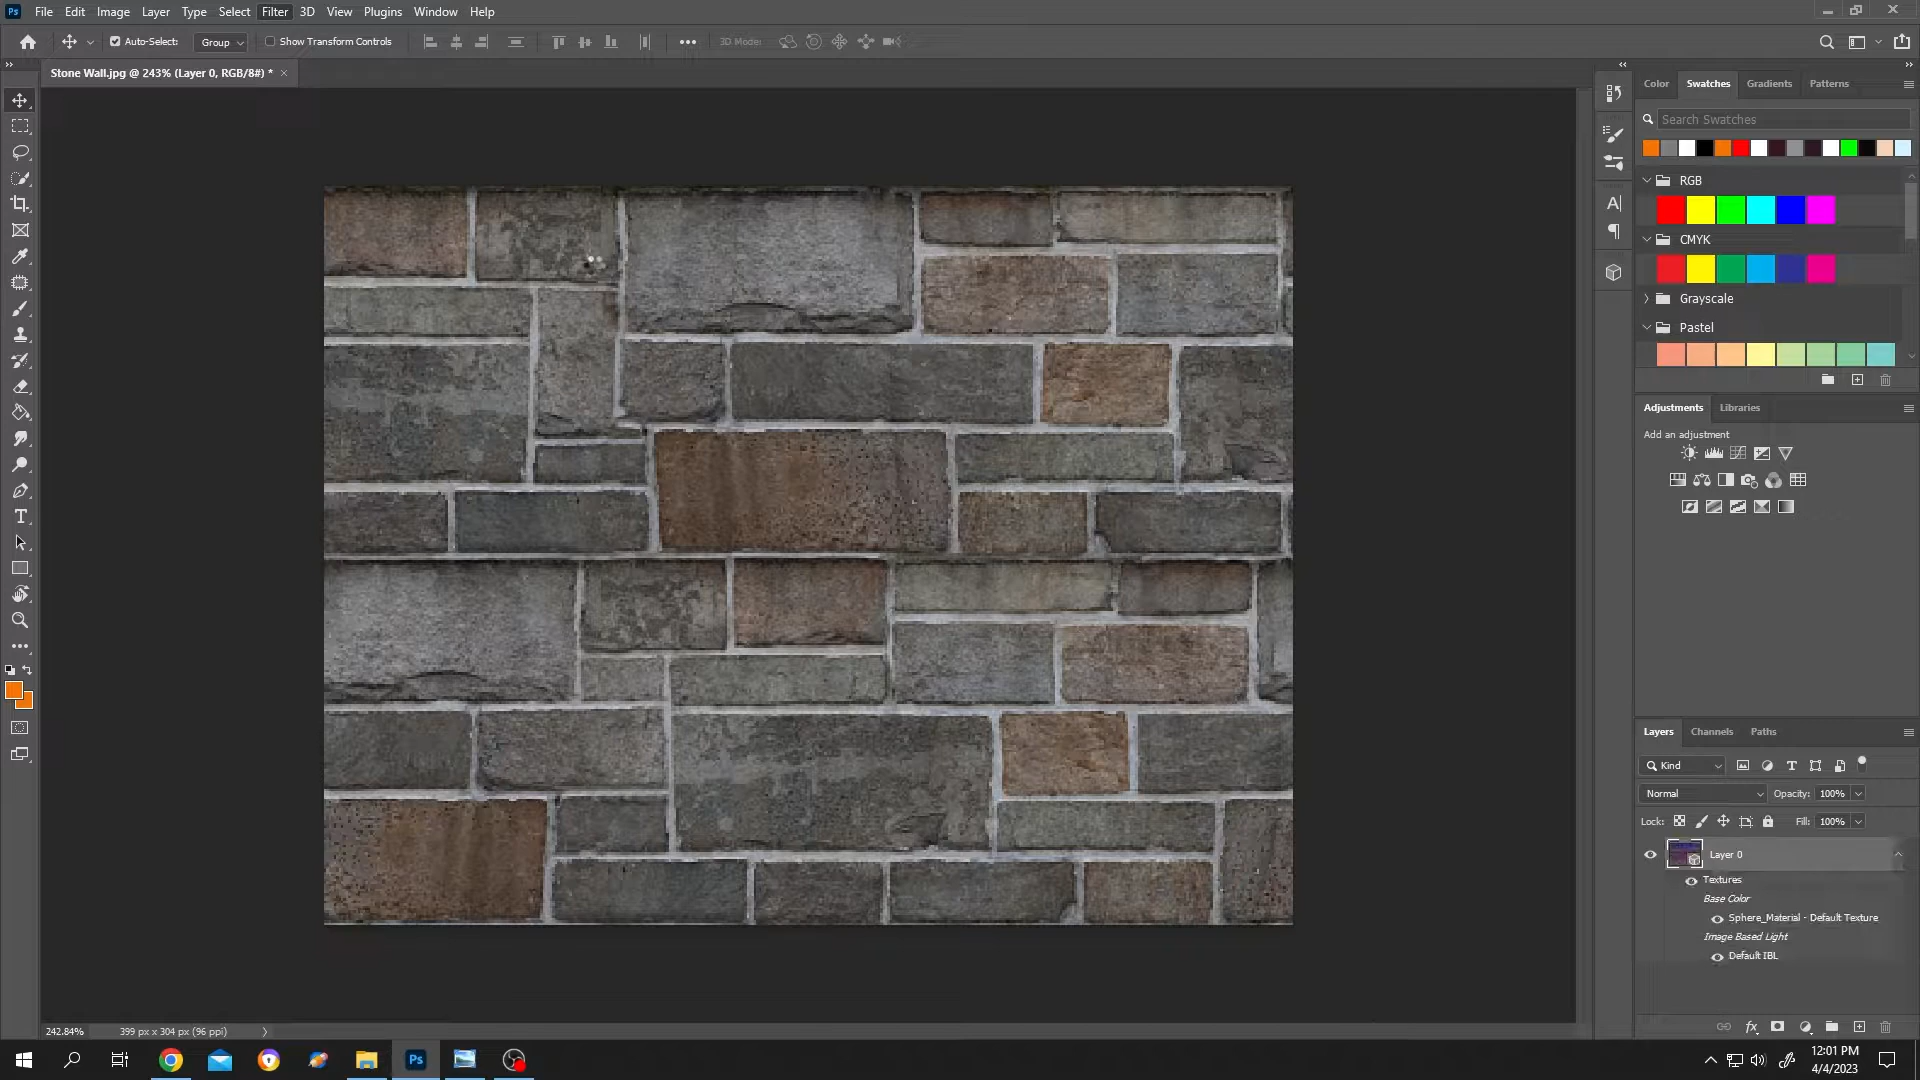 Ps File Edit Image Layer Type Select Filter 3D View Plugins Window Help
Auto-Select: Group Show Transform Controls 3D Mode:
Stone Wall.jpg @ 243% (Layer 0, RGB/8#) *
Color Swatches Gradients Patterns
Search Swatches
RGB
CMYK
Grayscale
Pastel
Adjustments Libraries
Add an adjustment
Layers Channels Paths
Kind
Normal Opacity: 100%
Lock: Fill: 100%
Layer 0
Textures
Base Color
Sphere_Material - Default Texture
Image Based Light
Default IBL
242.84% 399 px x 304 px (96 ppi)
Ps
12:01 PM
4/4/2023